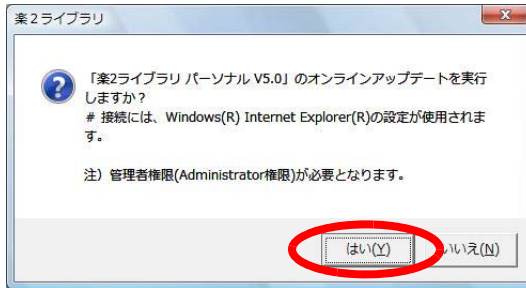 楽2ライブラリ
「楽2ライブラリ パーソナル V5.0」のオンラインアップデートを実行
しますか？
# 接続には、Windows(R) Internet Explorer(R)の設定が使用されま
す。
注）管理者権限(Administrator権限)が必要となります。
はい(Y)
いいえ(N)